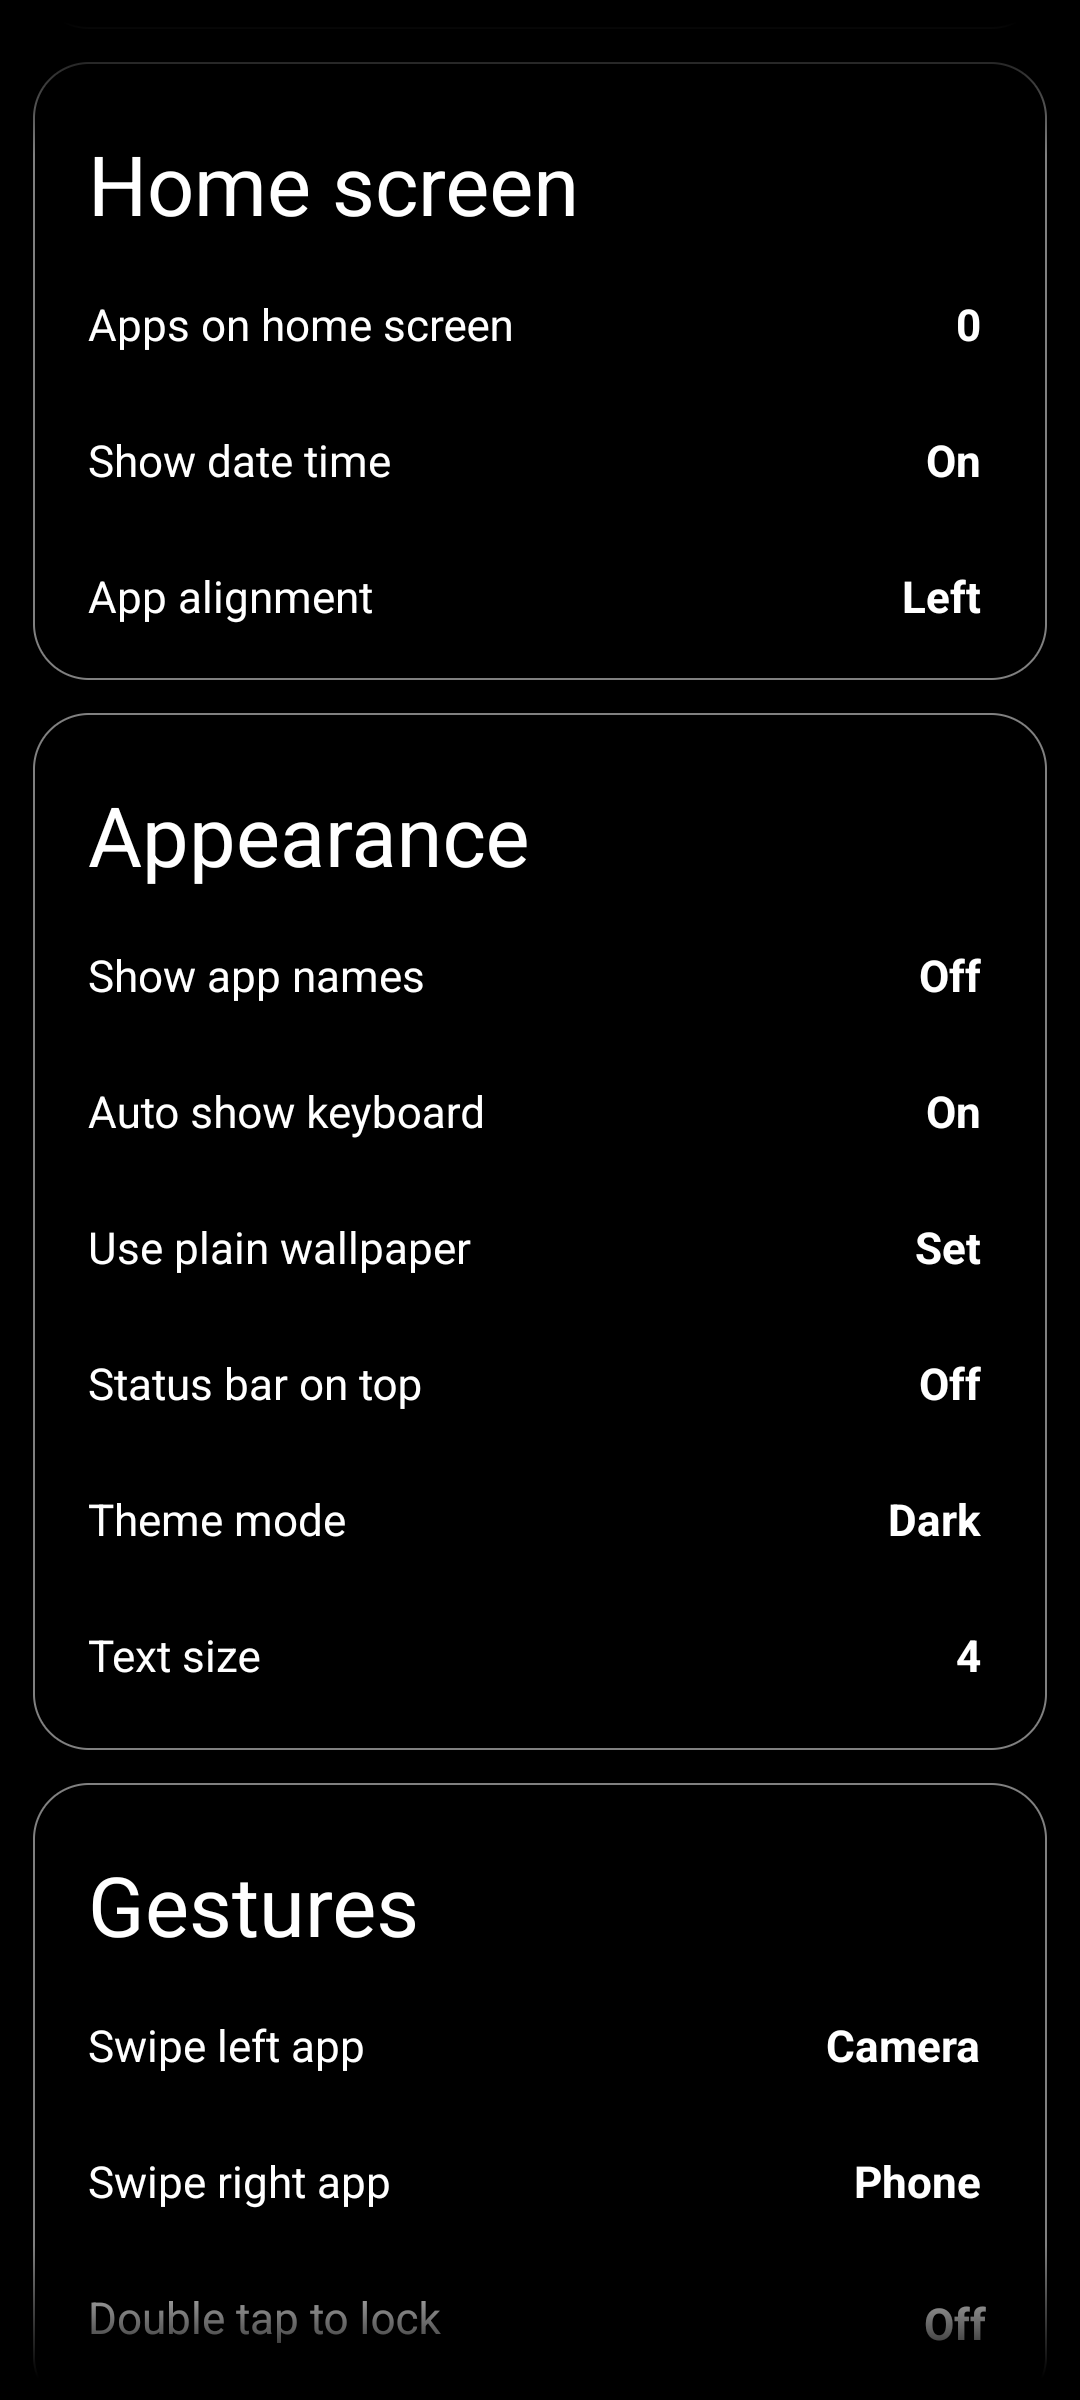 Home screen
Apps on home screen 0
Show date time On
App alignment Left
Appearance
Show app names Off
Auto show keyboard On
Use plain wallpaper Set
Status bar on top Off
Theme mode Dark
Text size 4
Gestures
Swipe left app Camera
Swipe right app Phone
Double tap to lock Off